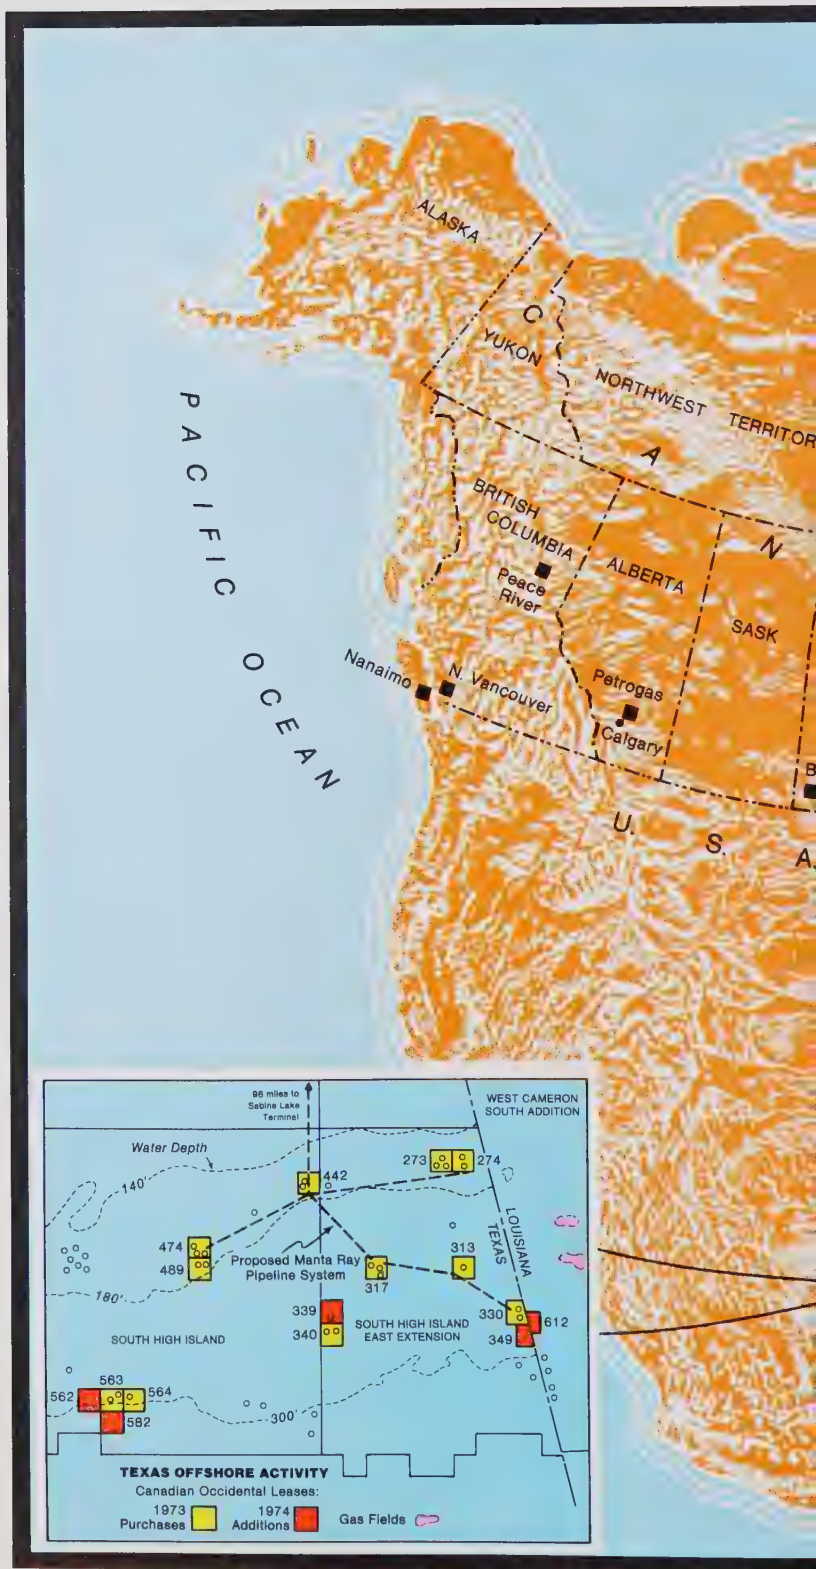 ALASKA
C
YUKON
NORTHWEST TERRITOR
A
N
PACIFIC OCEAN
BRITISH
COLUMBIA
Peace
River
ALBERTA
SASK
Nanaimo
N. Vancouver
Petrogas
Calgary
B
U. S. A.
96 miles to
Sabine Lake
Terminal
WEST CAMERON
SOUTH ADDITION
Water Depth
140'
442
273
274
LOUISIANA
TEXAS
474
489
Proposed Manta Ray
Pipeline System
313
317
180'
339
340
330
612
349
SOUTH HIGH ISLAND
SOUTH HIGH ISLAND
EAST EXTENSION
563
562
564
582
300'
TEXAS OFFSHORE ACTIVITY
Canadian Occidental Leases:
1973
Purchases
1974
Additions
Gas Fields